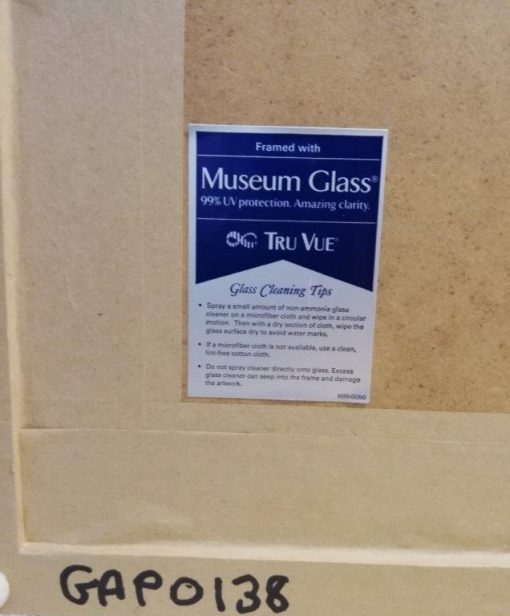 Framed with
Museum Glass®
99% UV protection. Amazing clarity.
TRU VUE®
Glass Cleaning Tips
• Spray a small amount of non-ammonia glass
cleaner on a microfiber cloth and wipe in a circular
motion. Then with a dry section of cloth, wipe the
glass surface dry to avoid water marks.
• If a microfiber cloth is not available, use a clean,
lint-free cotton cloth.
• Do not spray cleaner directly onto glass. Excess
glass cleaner can seep into the frame and damage
the artwork.
M99-0060
GAP0138